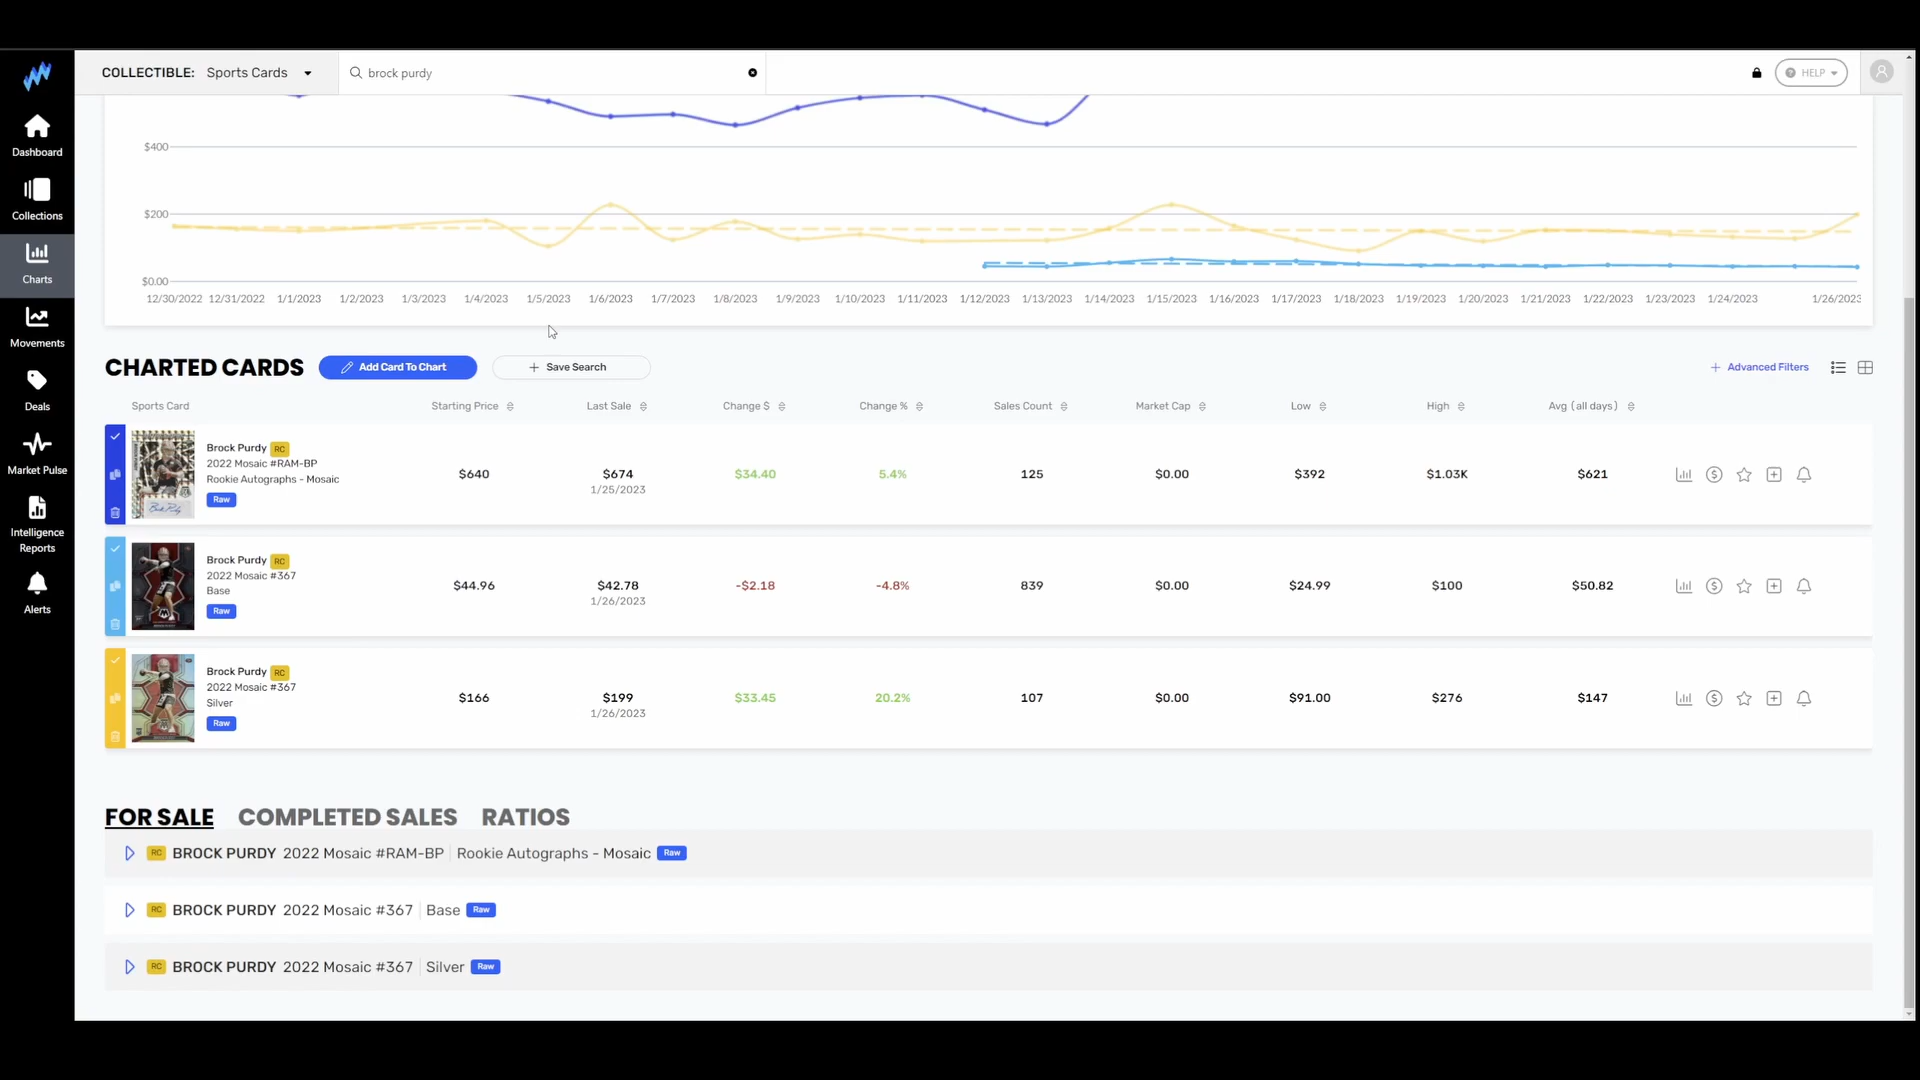 COLLECTIBLE: Sports Cards
brock purdy
HELP
Dashboard
Collections
Charts
Movements
Deals
Market Pulse
Intelligence
Reports
Alerts
$400
$200
$0.00
12/30/2022 12/31/2022 1/1/2023 1/2/2023 1/3/2023 1/4/2023 1/5/2023 1/6/2023 1/7/2023 1/8/2023 1/9/2023 1/10/2023 1/11/2023 1/12/2023 1/13/2023 1/14/2023 1/15/2023 1/16/2023 1/17/2023 1/18/2023 1/19/2023 1/20/2023 1/21/2023 1/22/2023 1/23/2023 1/24/2023 1/26/2023
CHARTED CARDS Add Card To Chart + Save Search + Advanced Filters
Sports Card Starting Price Last Sale Change $ Change % Sales Count Market Cap Low High Avg (all days)
Brock Purdy RC
2022 Mosaic #RAM-BP
Rookie Autographs - Mosaic
Raw
$640 $674 $34.40 5.4% 125 $0.00 $392 $1.03K $621
1/25/2023
Brock Purdy RC
2022 Mosaic #367
Base
Raw
$44.96 $42.78 -$2.18 -4.8% 839 $0.00 $24.99 $100 $50.82
1/26/2023
Brock Purdy RC
2022 Mosaic #367
Silver
Raw
$166 $199 $33.45 20.2% 107 $0.00 $91.00 $276 $147
1/26/2023
FOR SALE COMPLETED SALES RATIOS
RC BROCK PURDY 2022 Mosaic #RAM-BP Rookie Autographs - Mosaic Raw
RC BROCK PURDY 2022 Mosaic #367 Base Raw
RC BROCK PURDY 2022 Mosaic #367 Silver Raw